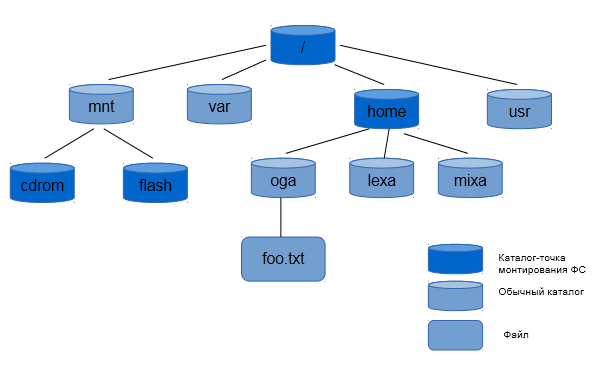 /
mnt
var
home
usr
cdrom
flash
oga
lexa
mixa
foo.txt
Каталог-точка
монтирования ФС
Обычный каталог
Файл